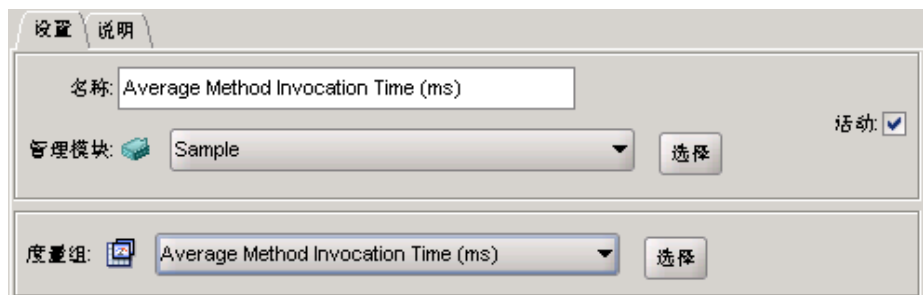 设置 说明
名称: Average Method Invocation Time (ms)
活动:
管理模块: Sample 选择
度量组: Average Method Invocation Time (ms) 选择